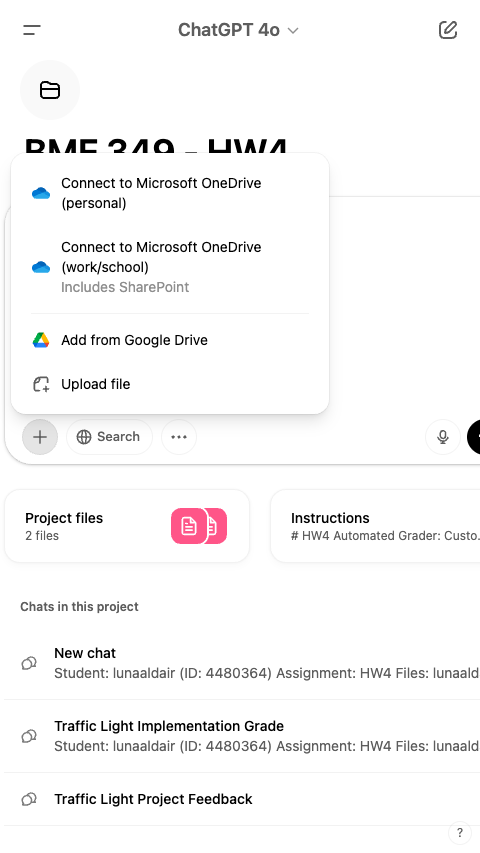 ChatGPT 4o
BME 349 - HW4
Connect to Microsoft OneDrive
(personal)
Connect to Microsoft OneDrive
(work/school)
Includes SharePoint
Add from Google Drive
Upload file
Search
Project files
2 files
Instructions
# HW4 Automated Grader: Custo...
Chats in this project
New chat
Student: lunaaldair (ID: 4480364) Assignment: HW4 Files: lunaald
Traffic Light Implementation Grade
Student: lunaaldair (ID: 4480364) Assignment: HW4 Files: lunaald
Traffic Light Project Feedback
?